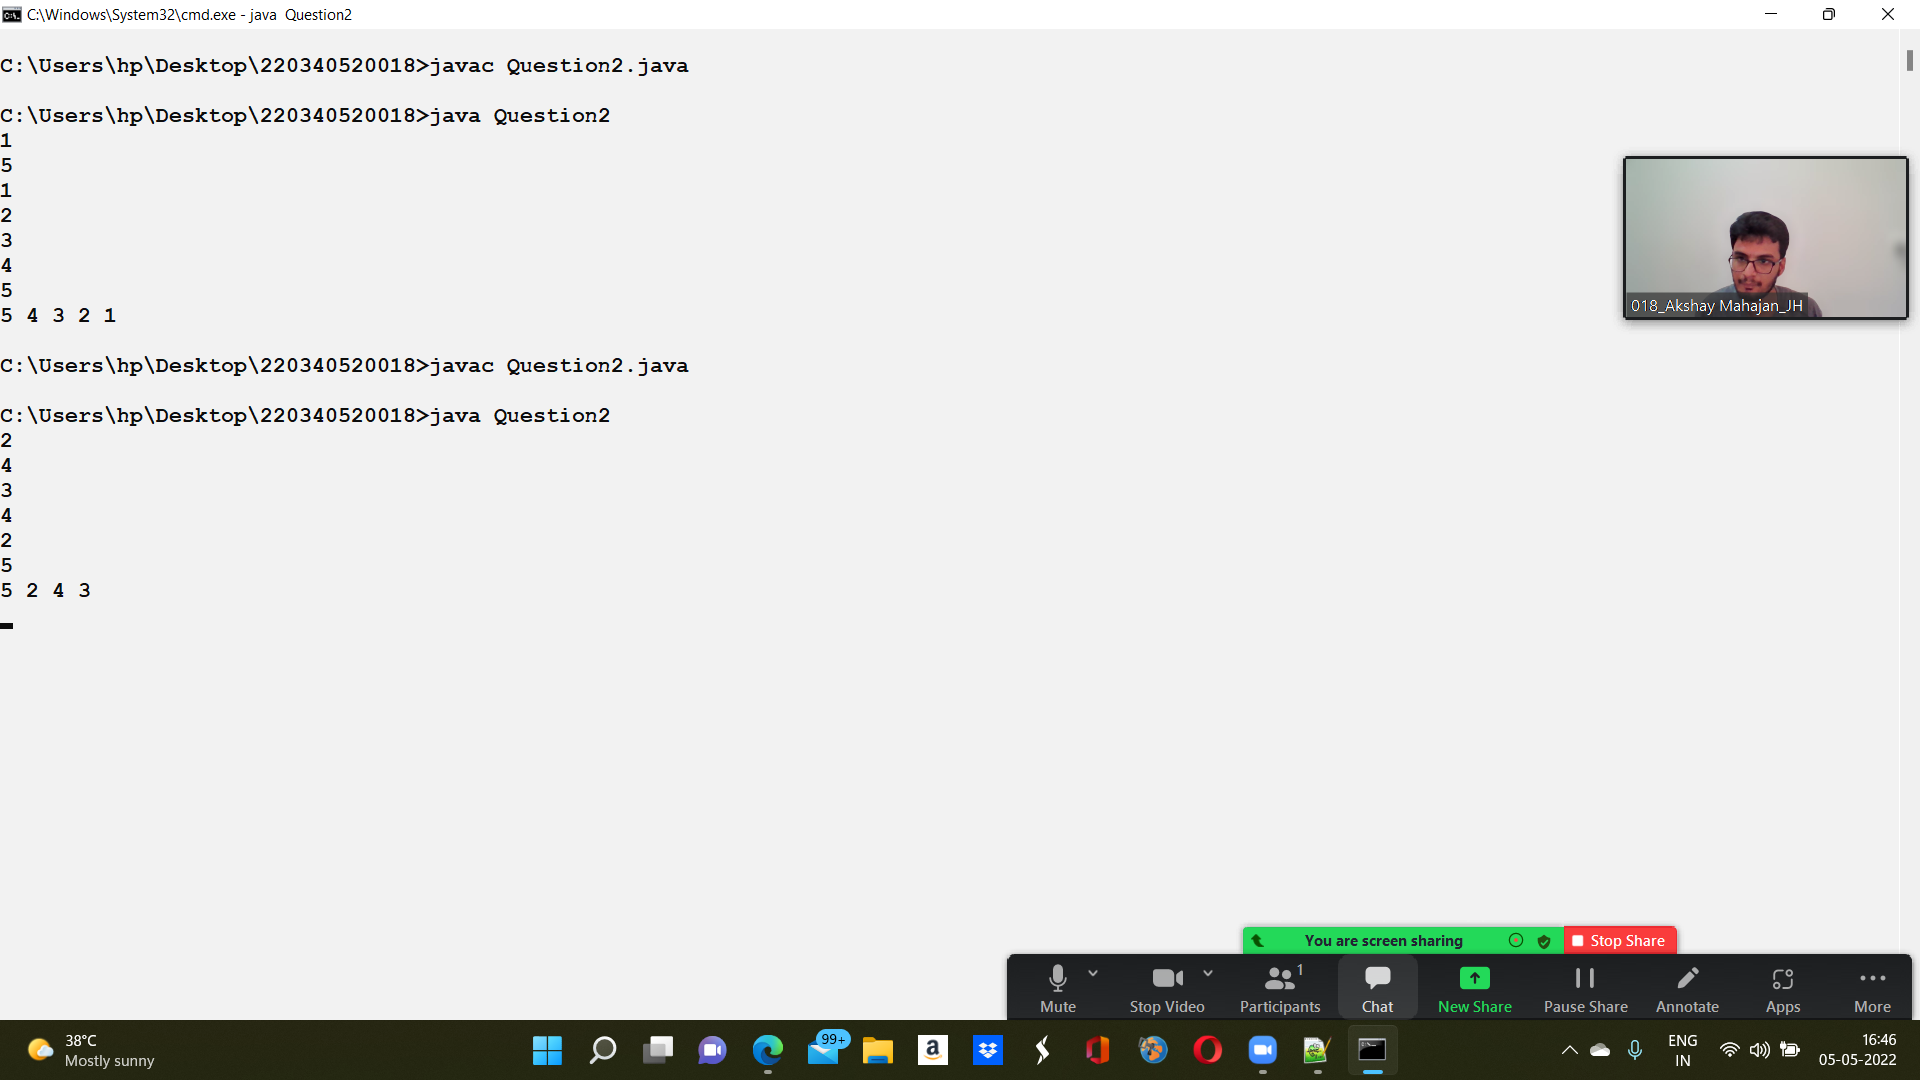 C:\Windows\System32\cmd.exe - java  Question2
C:\Users\hp\Desktop\220340520018>javac Question2.java
C:\Users\hp\Desktop\220340520018>java Question2
1
5
1
2
3
4
5
5 4 3 2 1
C:\Users\hp\Desktop\220340520018>javac Question2.java
C:\Users\hp\Desktop\220340520018>java Question2
2
4
3
4
2
5
5 2 4 3
018_Akshay Mahajan_JH
You are screen sharing
Stop Share
1
Mute
Stop Video
Participants
Chat
New Share
Pause Share
Annotate
Apps
More
38°C
Mostly sunny
99+
a
ENG
IN
16:46
05-05-2022